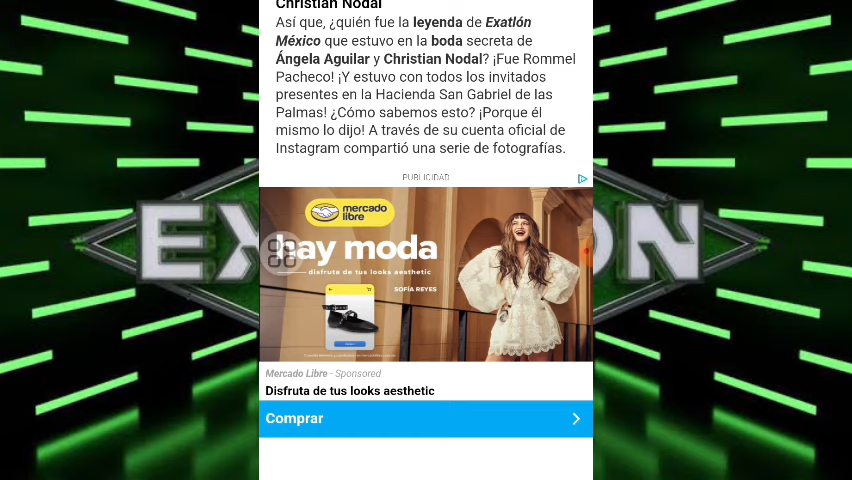 Christian Nodal
Así que, ¿quién fue la leyenda de Exatlón
México que estuvo en la boda secreta de
Ángela Aguilar y Christian Nodal? ¡Fue Rommel
Pacheco! ¡Y estuvo con todos los invitados
presentes en la Hacienda San Gabriel de las
Palmas! ¿Cómo sabemos esto? ¡Porque él
mismo lo dijo! A través de su cuenta oficial de
Instagram compartió una serie de fotografías.
PUBLICIDAD
EX
ON
mercado
libre
hay moda
disfruta de tus looks aesthetic
SOFÍA REYES
Mercado Libre - Sponsored
Disfruta de tus looks aesthetic
Comprar